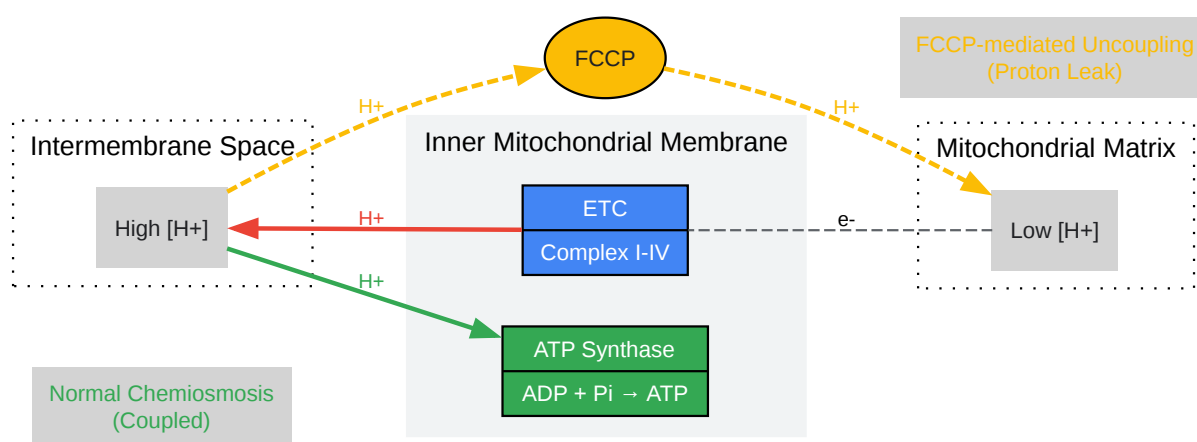 FCCP
FCCP-mediated Uncoupling
(Proton Leak)
H+
H+
Intermembrane Space
Inner Mitochondrial Membrane
Mitochondrial Matrix
High [H+]
H+
ETC
Complex I-IV
e-
Low [H+]
H+
ATP Synthase
ADP + Pi → ATP
Normal Chemiosmosis
(Coupled)